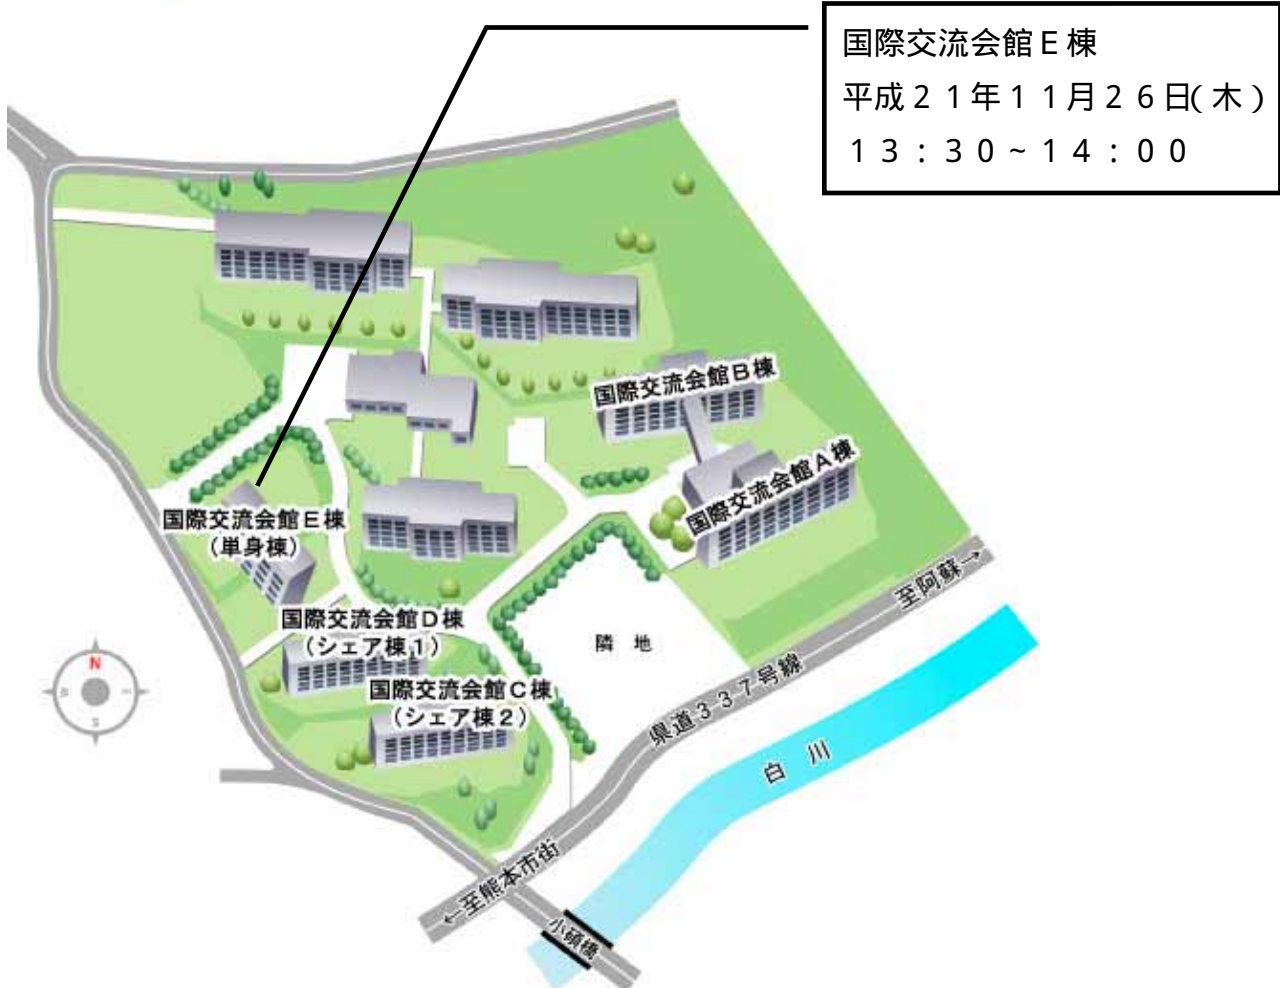 国際交流会館E棟
平成21年11月26日(木)
13:30~14:00
国際交流会館B棟
国際交流会館A棟
国際交流会館E棟
(単身棟)
国際交流会館D棟
(シェア棟1)
国際交流会館C棟
(シェア棟2)
隣 地
至阿蘇→
県道337号線
白 川
←至熊本市街
小磧橋
N
S